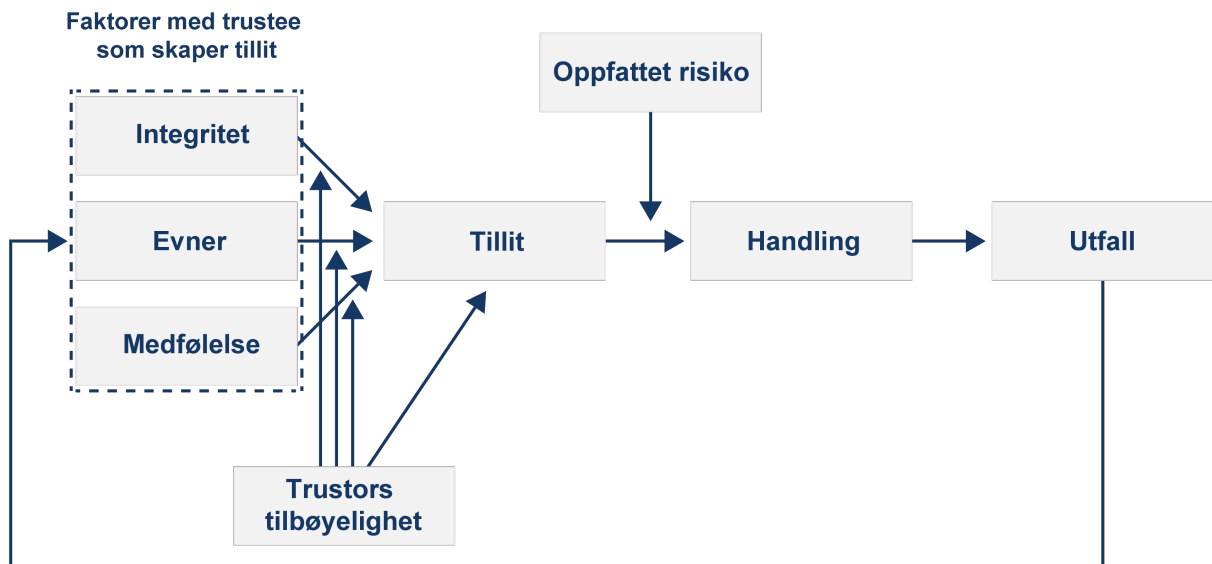 Faktorer med trustee
som skaper tillit
Oppfattet risiko
Integritet
Evner
Tillit
Handling
Utfall
Medfølelse
Trustors
tilbøyelighet